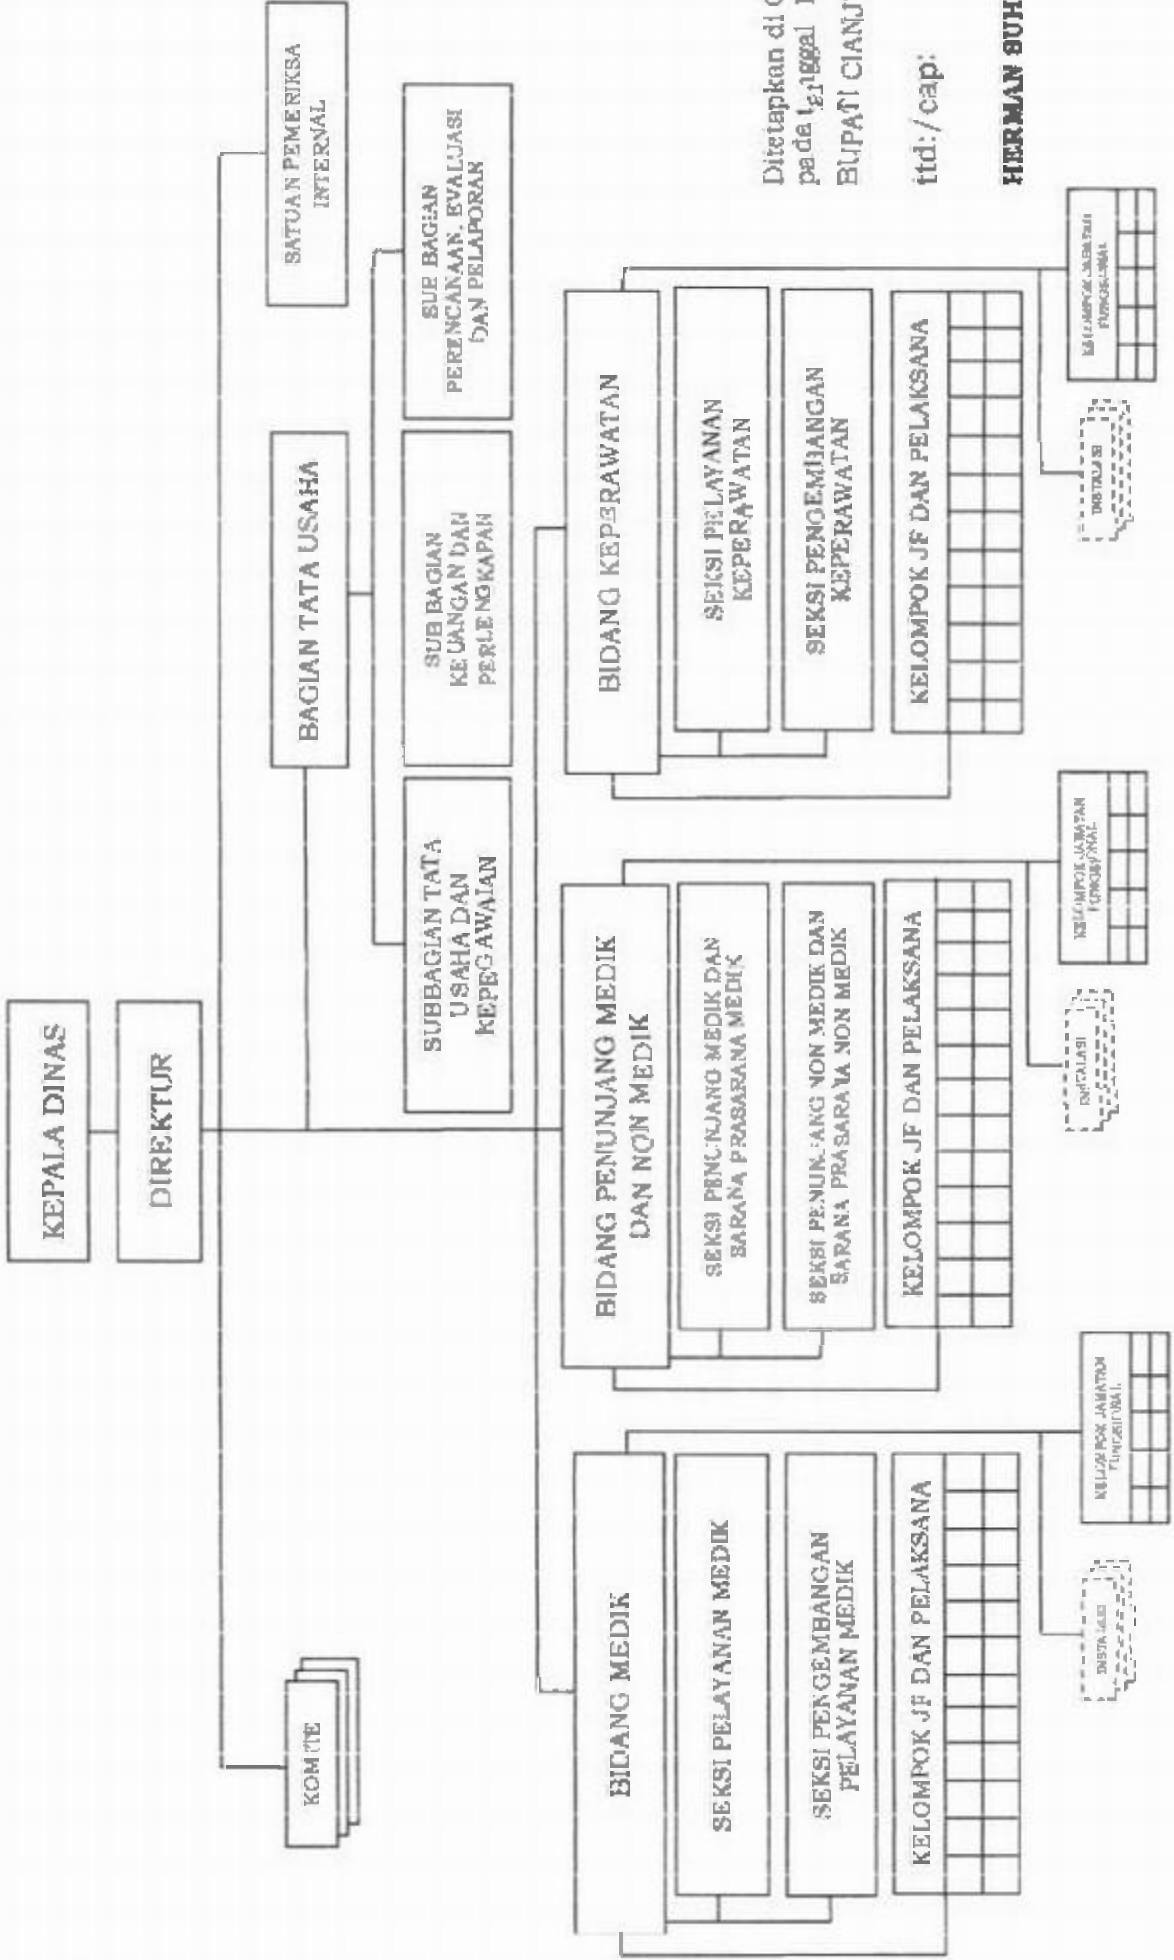 KEPALA DINAS
DIREKTUR
KOMITE
SATUAN PEMERIKSA
INTERNAL
BAGIAN TATA USAHA
SUBBAGIAN TATA
USAHA DAN
KEPEGAWAIAN
SUB BAGIAN
KEUANGAN DAN
PERLENGKAPAN
SUB BAGIAN
PERENCANAAN, EVALUASI
DAN PELAPORAN
BIDANG MEDIK
SEKSI PELAYANAN MEDIK
SEKSI PENGEMBANGAN
PELAYANAN MEDIK
KELOMPOK JF DAN PELAKSANA
INSTALASI
KELOMPOK JABATAN
FUNGSIONAL
BIDANG PENUNJANG MEDIK
DAN NON MEDIK
SEKSI PENUNJANG MEDIK DAN
SARANA PRASARANA MEDIK
SEKSI PENUNJANG NON MEDIK DAN
SARANA PRASARANA NON MEDIK
KELOMPOK JF DAN PELAKSANA
INSTALASI
KELOMPOK JABATAN
FUNGSIONAL
BIDANG KEPERAWATAN
SEKSI PELAYANAN
KEPERAWATAN
SEKSI PENGEMBANGAN
KEPERAWATAN
KELOMPOK JF DAN PELAKSANA
INSTALASI
KELOMPOK JABATAN
FUNGSIONAL
Ditetapkan di
pada tanggal
BUPATI CIANJ
ttd:/cap:
HERMAN SUH